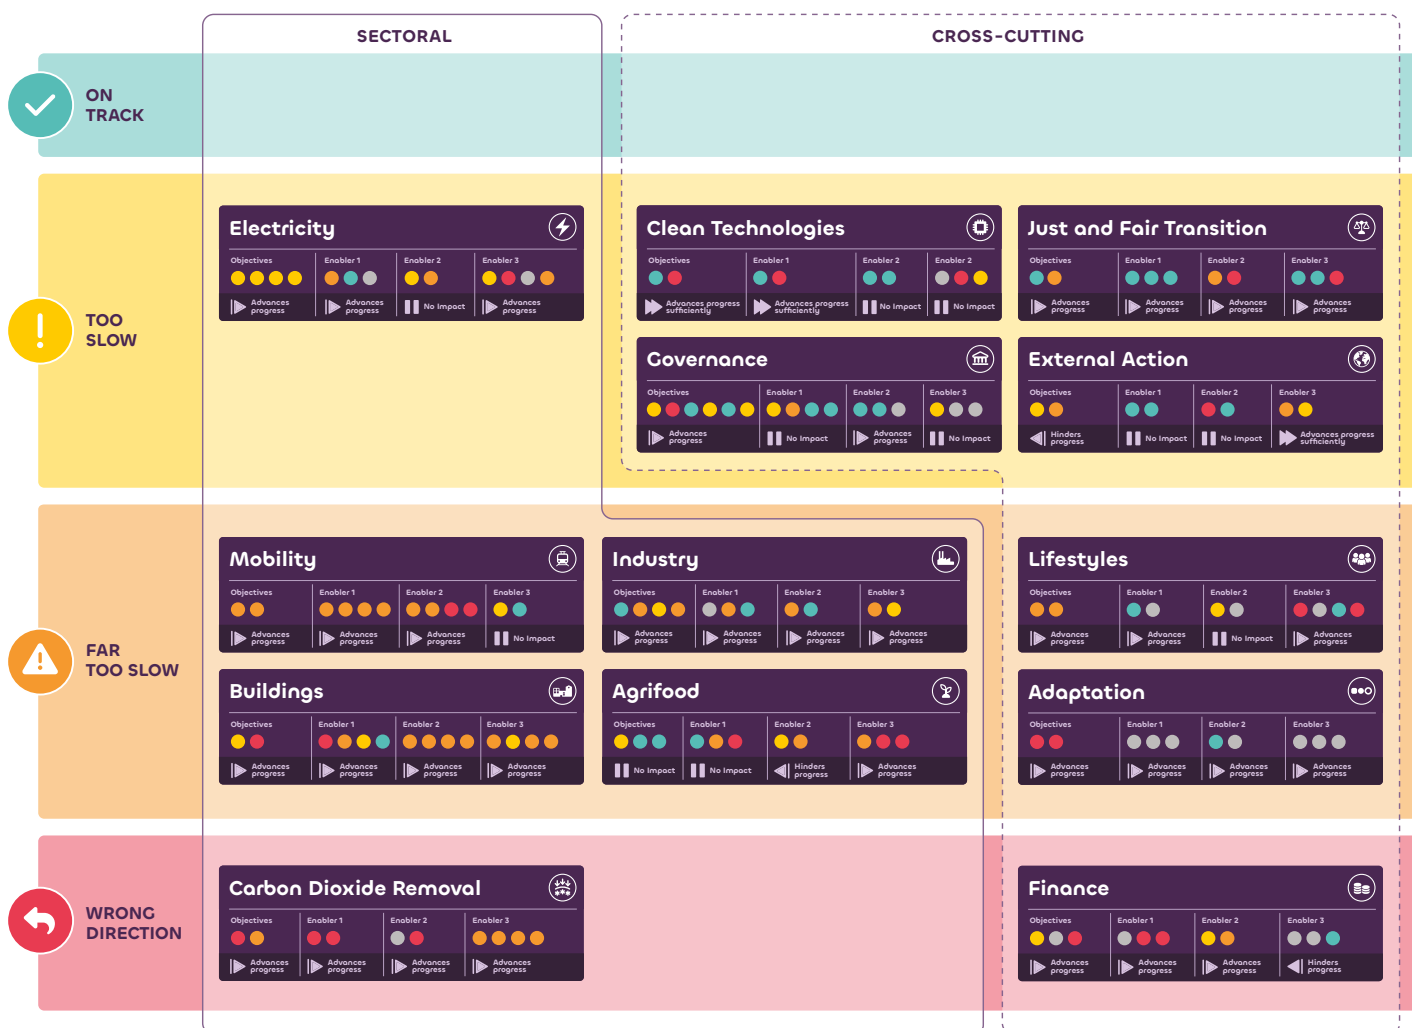 SECTORAL
CROSS-CUTTING
ON
TRACK
TOO
SLOW
Electricity
Objectives
Enabler 1
Enabler 2
Enabler 3
Advances
progress
Advances
progress
No Impact
Advances
progress
Clean Technologies
Objectives
Enabler 1
Enabler 2
Enabler 2
Advances progress
sufficiently
Advances progress
sufficiently
No Impact
No Impact
Just and Fair Transition
Objectives
Enabler 1
Enabler 2
Enabler 3
Advances
progress
Advances
progress
Advances
progress
Advances
progress
Governance
Objectives
Enabler 1
Enabler 2
Enabler 3
Advances
progress
No Impact
Advances
progress
No Impact
External Action
Objectives
Enabler 1
Enabler 2
Enabler 3
Hinders
progress
No Impact
No Impact
Advances progress
sufficiently
FAR
TOO SLOW
Mobility
Objectives
Enabler 1
Enabler 2
Enabler 3
Advances
progress
Advances
progress
Advances
progress
No Impact
Industry
Objectives
Enabler 1
Enabler 2
Enabler 3
Advances
progress
Advances
progress
Advances
progress
Advances
progress
Lifestyles
Objectives
Enabler 1
Enabler 2
Enabler 3
Advances
progress
Advances
progress
No Impact
Advances
progress
Buildings
Objectives
Enabler 1
Enabler 2
Enabler 3
Advances
progress
Advances
progress
Advances
progress
Advances
progress
Agrifood
Objectives
Enabler 1
Enabler 2
Enabler 3
No Impact
No Impact
Hinders
progress
Advances
progress
Adaptation
Objectives
Enabler 1
Enabler 2
Enabler 3
Advances
progress
Advances
progress
Advances
progress
Advances
progress
WRONG
DIRECTION
Carbon Dioxide Removal
Objectives
Enabler 1
Enabler 2
Enabler 3
Advances
progress
Advances
progress
Advances
progress
Advances
progress
Finance
Objectives
Enabler 1
Enabler 2
Enabler 3
Advances
progress
Advances
progress
Advances
progress
Hinders
progress